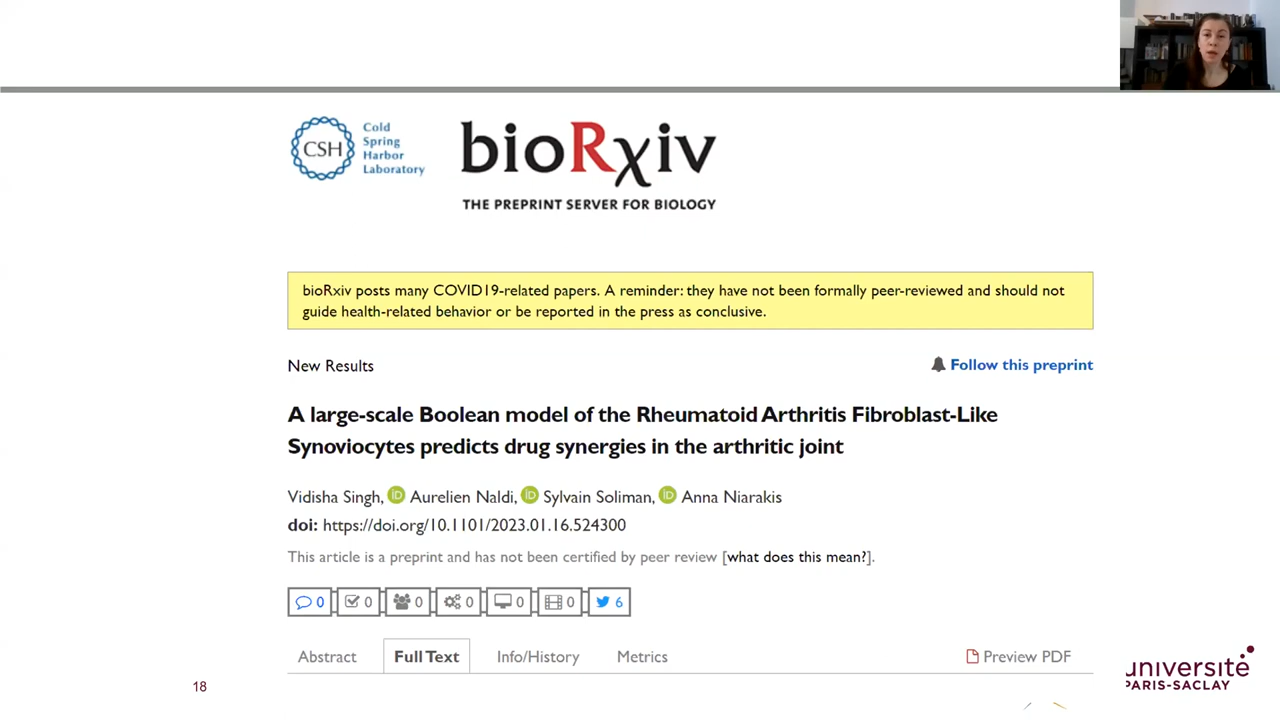 CSH
Cold
Spring
Harbor
Laboratory
bioRχiv
THE PREPRINT SERVER FOR BIOLOGY
bioRxiv posts many COVID19-related papers. A reminder: they have not been formally peer-reviewed and should not
guide health-related behavior or be reported in the press as conclusive.
New Results
Follow this preprint
A large-scale Boolean model of the Rheumatoid Arthritis Fibroblast-Like
Synoviocytes predicts drug synergies in the arthritic joint
Vidisha Singh, iD Aurelien Naldi, iD Sylvain Soliman, iD Anna Niarakis
doi: https://doi.org/10.1101/2023.01.16.524300
This article is a preprint and has not been certified by peer review [what does this mean?].
0 0 0 0 0 0 6
Abstract Full Text Info/History Metrics Preview PDF
18
université
PARIS-SACLAY